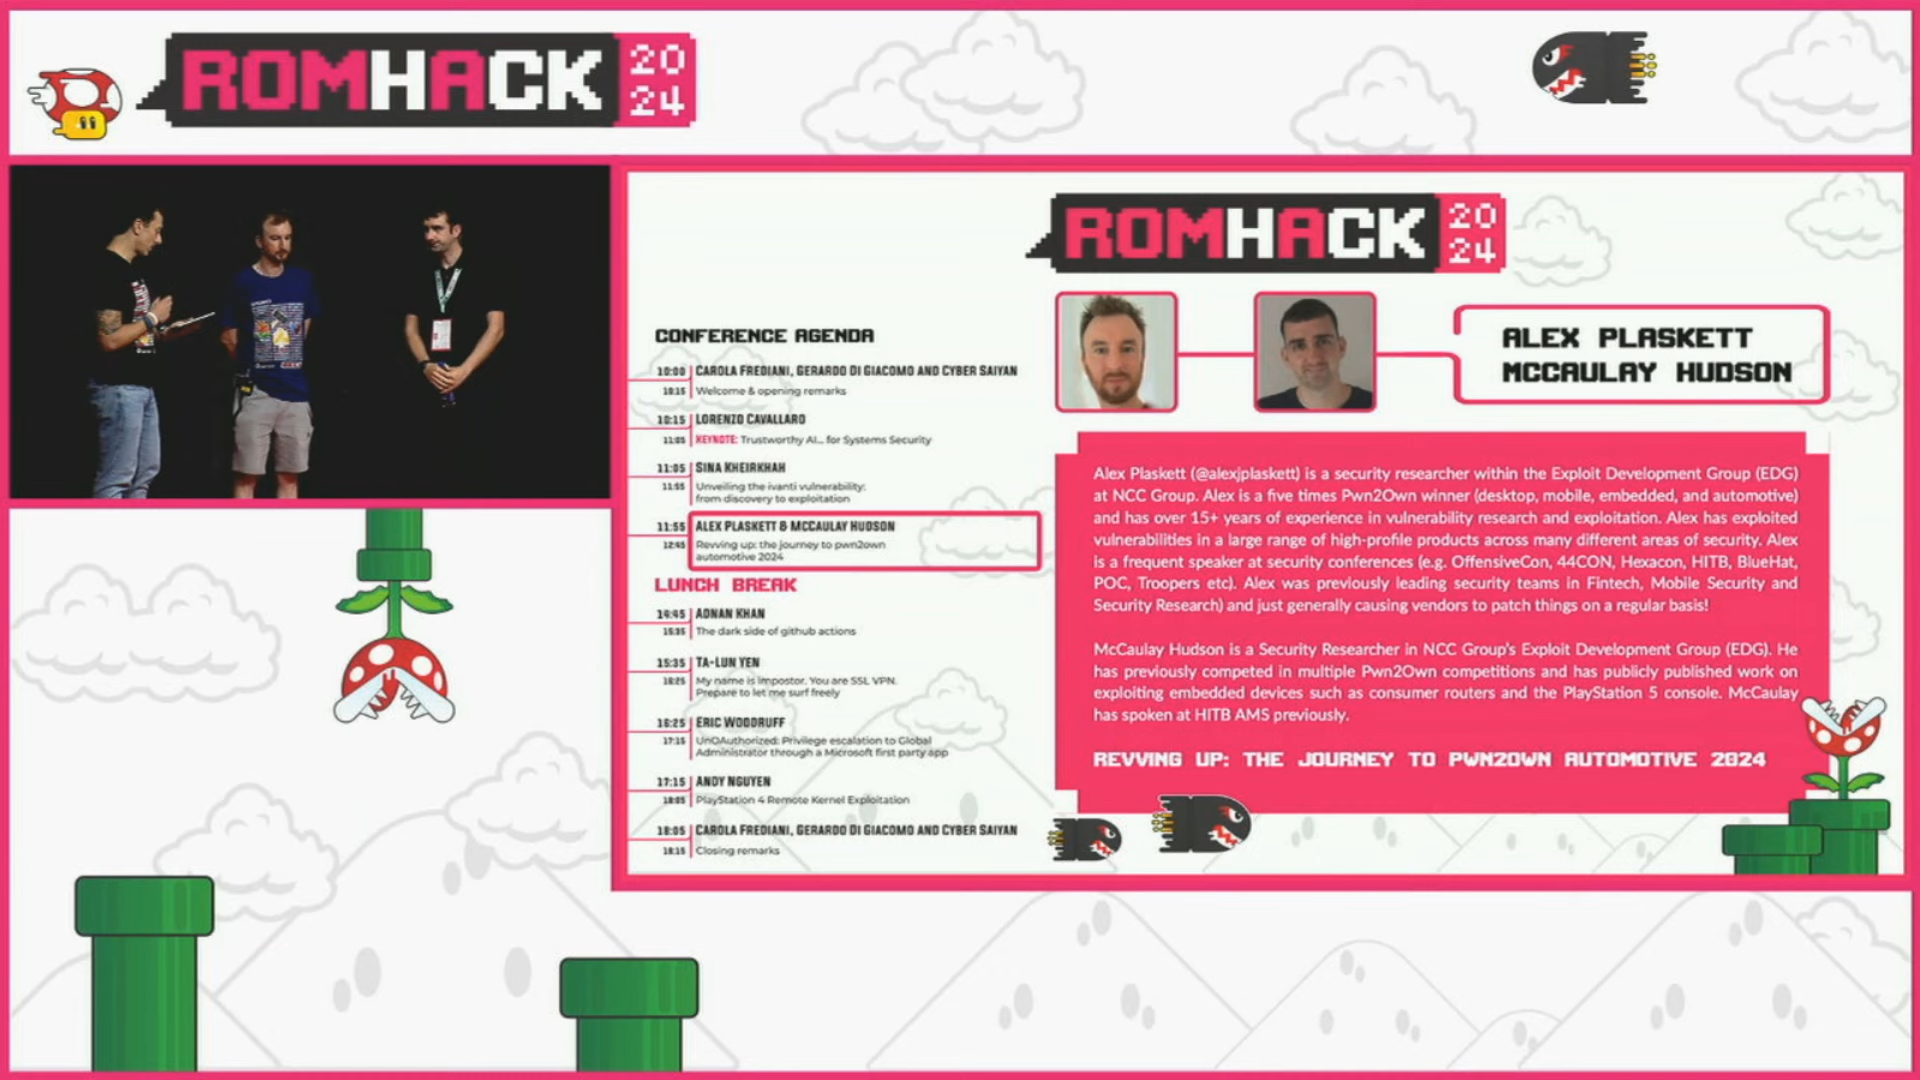 ROMHACK 20
24
ROMHACK 20
24
CONFERENCE AGENDA
10:00 CAROLA FREDIANI, GERARDO DI GIACOMO AND CYBER SAIYAN
10:15 Welcome & opening remarks
10:15 LORENZO CAVALLARO
11:05 KEYNOTE: Trustworthy AI... for Systems Security
11:05 SINA KHEIRKHAH
11:55 Unveiling the ivanti vulnerability:
from discovery to exploitation
11:55 ALEX PLASKETT & MCCAULAY HUDSON
12:45 Revving up: the journey to pwn2own
automotive 2024
LUNCH BREAK
14:45 ADNAN KHAN
15:35 The dark side of github actions
15:35 TA-LUN YEN
16:25 My name is Impostor. You are SSL VPN.
Prepare to let me surf freely
16:25 ERIC WOODRUFF
17:15 UnOAuthorized: Privilege escalation to Global
Administrator through a Microsoft first party app
17:15 ANDY NGUYEN
18:05 PlayStation 4 Remote Kernel Exploitation
18:05 CAROLA FREDIANI, GERARDO DI GIACOMO AND CYBER SAIYAN
18:15 Closing remarks
ALEX PLASKETT
MCCAULAY HUDSON
Alex Plaskett (@alexjplaskett) is a security researcher within the Exploit Development Group (EDG)
at NCC Group. Alex is a five times Pwn2Own winner (desktop, mobile, embedded, and automotive)
and has over 15+ years of experience in vulnerability research and exploitation. Alex has exploited
vulnerabilities in a large range of high-profile products across many different areas of security. Alex
is a frequent speaker at security conferences (e.g. OffensiveCon, 44CON, Hexacon, HITB, BlueHat,
POC, Troopers etc). Alex was previously leading security teams in Fintech, Mobile Security and
Security Research) and just generally causing vendors to patch things on a regular basis!
McCaulay Hudson is a Security Researcher in NCC Group's Exploit Development Group (EDG). He
has previously competed in multiple Pwn2Own competitions and has publicly published work on
exploiting embedded devices such as consumer routers and the PlayStation 5 console. McCaulay
has spoken at HITB AMS previously.
REVVING UP: THE JOURNEY TO PWN2OWN AUTOMOTIVE 2024